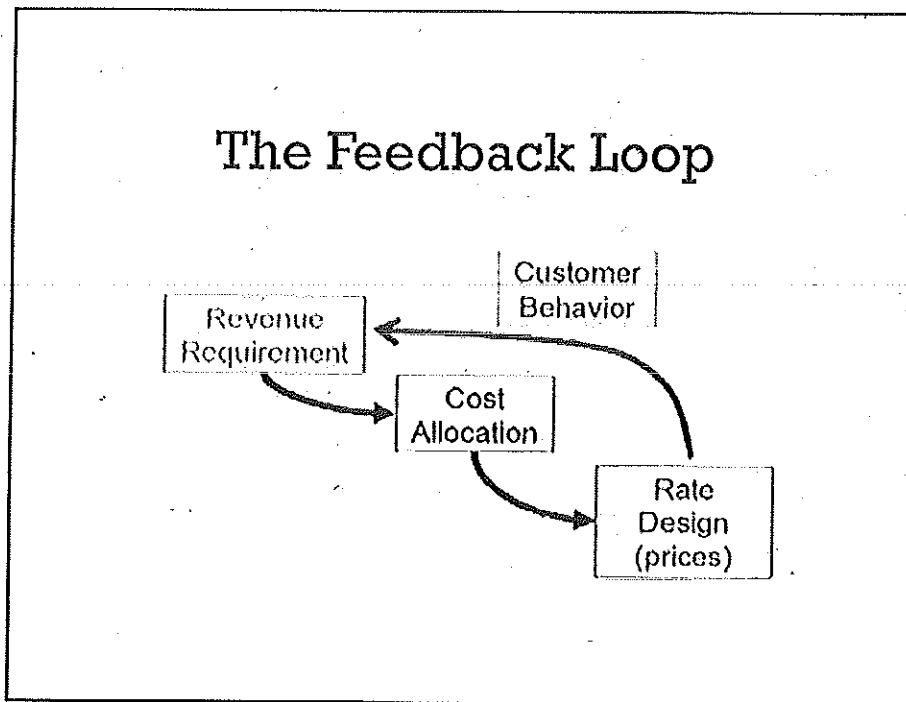 The Feedback Loop
Customer
Behavior
Revenue
Requirement
Cost
Allocation
Rate
Design
(prices)